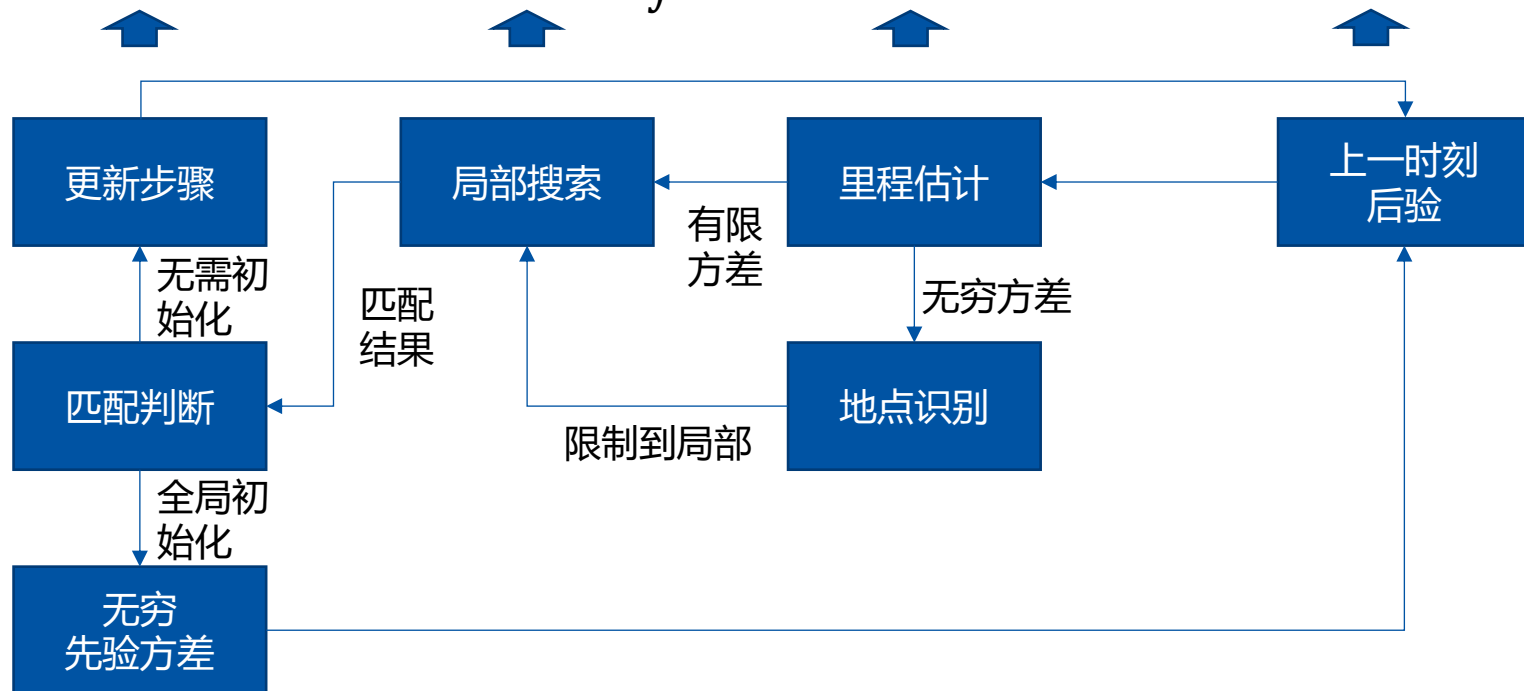 更新步骤
局部搜索
里程估计
上一时刻
后验
有限
方差
无需初
始化
匹配
结果
无穷方差
匹配判断
地点识别
限制到局部
全局初
始化
无穷
先验方差